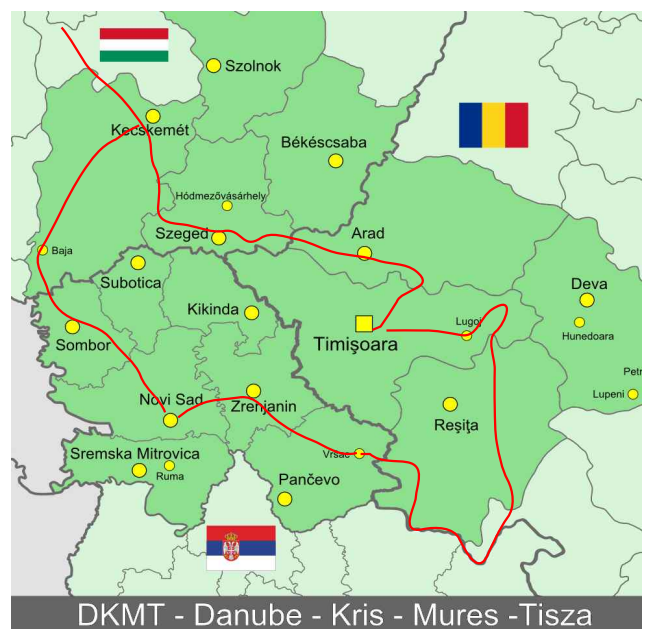 Szolnok
Kecskemét
Békéscsaba
Hódmezővásárhely
Szeged
Arad
Baja
Subotica
Deva
Kikinda
Lugoj
Hunedoara
Sombor
Timişoara
Petr
Lupeni
Novi Sad
Zrenjanin
Reşiţa
Sremska Mitrovica
Vrsac
Ruma
Pančevo
DKMT - Danube - Kris - Mures -Tisza